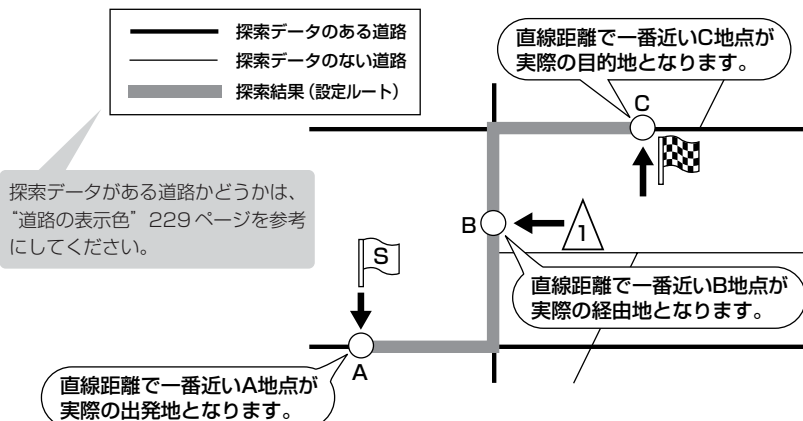 探索データのある道路
探索データのない道路
探索結果（設定ルート）
直線距離で一番近いC地点が
実際の目的地となります。
C
探索データがある道路かどうかは、
“道路の表示色” 229ページを参考
にしてください。
B
1
S
直線距離で一番近いB地点が
実際の経由地となります。
A
直線距離で一番近いA地点が
実際の出発地となります。